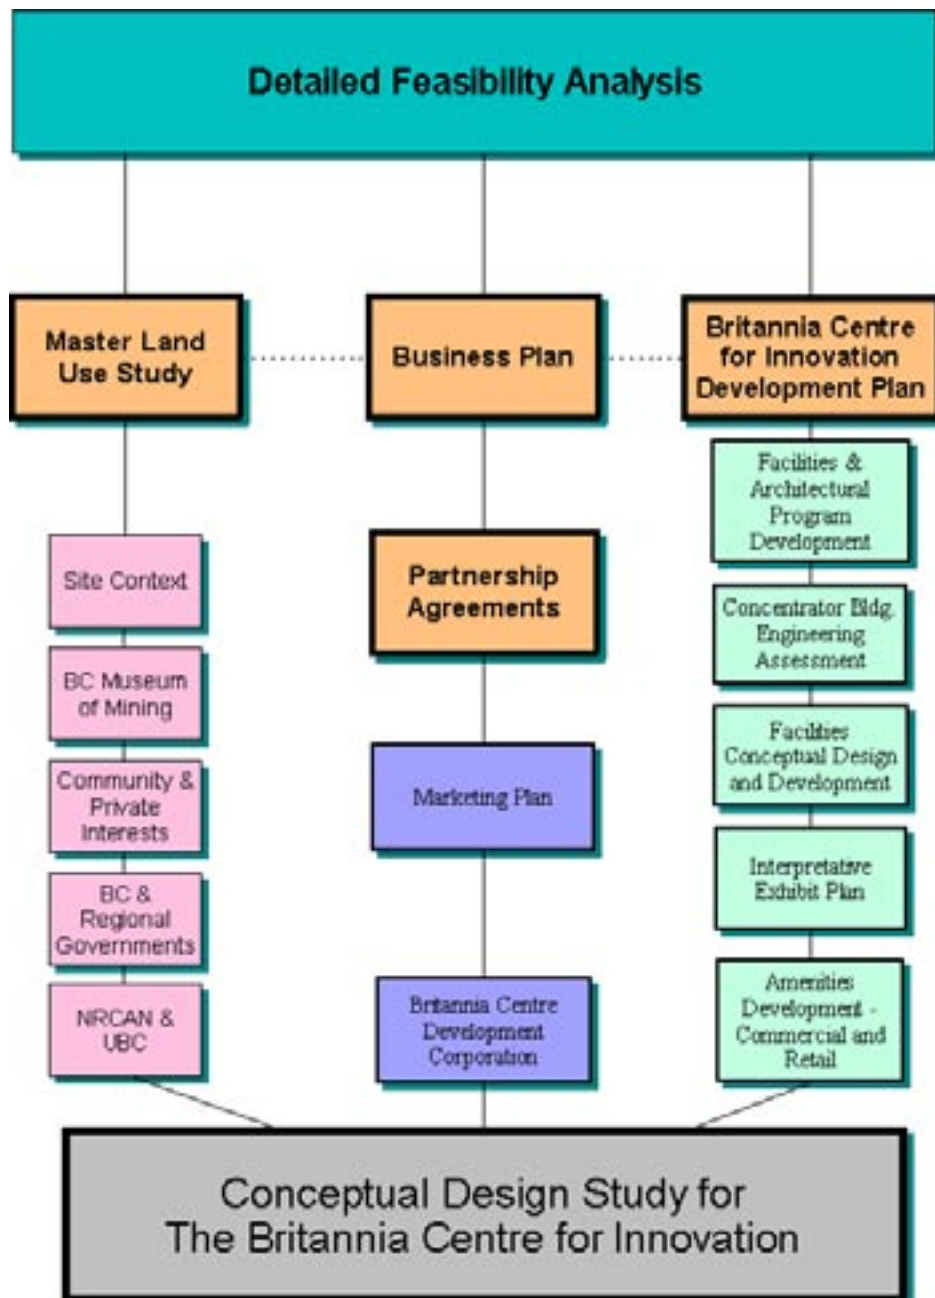 Detailed Feasibility Analysis
Master Land
Use Study
Business Plan
Britannia Centre
for Innovation
Development Plan
Site Context
BC Museum
of Mining
Community &
Private
Interests
BC &
Regional
Governments
NRCAN &
UBC
Partnership
Agreements
Marketing Plan
Britannia Centre
Development
Corporation
Facilities &
Architectural
Program
Development
Concentrator Bldg.
Engineering
Assessment
Facilities
Conceptual Design
and Development
Interpretative
Exhibit Plan
Amenities
Development -
Commercial and
Retail
Conceptual Design Study for
The Britannia Centre for Innovation